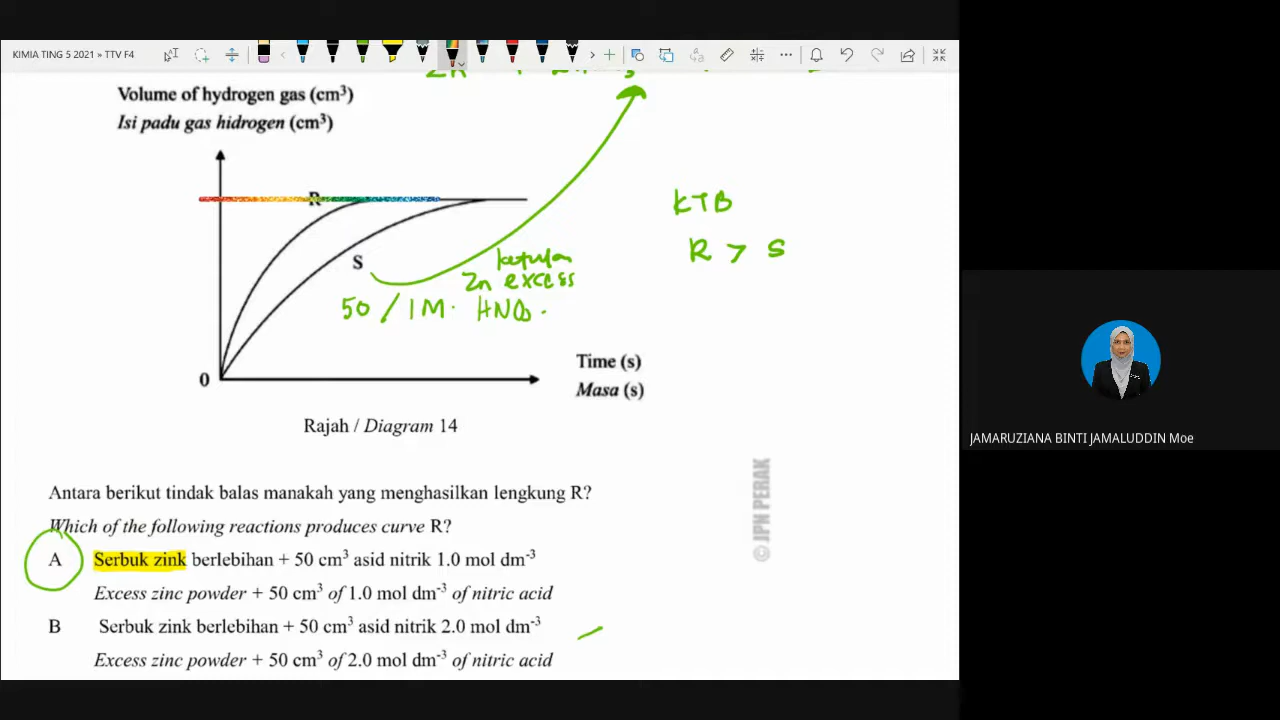 KIMIA TING 5 2021 » TTV F4
Volume of hydrogen gas (cm³)
Isi padu gas hidrogen (cm³)
R
S
0
ketulan
Zn excess
50 / 1M. HNO₃.
KTB
R > S
Time (s)
Masa (s)
Rajah / Diagram 14
Antara berikut tindak balas manakah yang menghasilkan lengkung R?
Which of the following reactions produces curve R?
A Serbuk zink berlebihan + 50 cm³ asid nitrik 1.0 mol dm⁻³
Excess zinc powder + 50 cm³ of 1.0 mol dm⁻³ of nitric acid
B Serbuk zink berlebihan + 50 cm³ asid nitrik 2.0 mol dm⁻³
Excess zinc powder + 50 cm³ of 2.0 mol dm⁻³ of nitric acid
© JPN PERAK
JAMARUZIANA BINTI JAMALUDDIN Moe